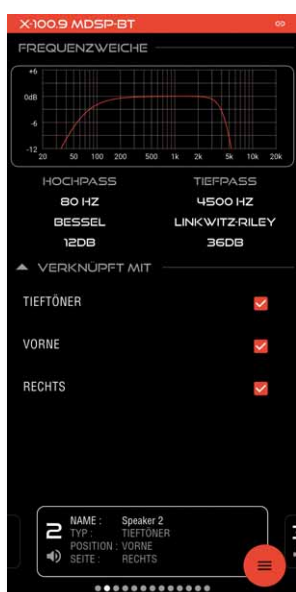 X-100.9 MDSP-BT
FREQUENZWEICHE
+6
0dB
-6
-12
20 50 100 200 500 1k 2k 5k 10k 20k
HOCHPASS TIEFPASS
80 HZ 4500 HZ
BESSEL LINKWITZ-RILEY
12DB 36DB
VERKNÜPFT MIT
TIEFTÖNER
VORNE
RECHTS
2
NAME : Speaker 2
TYP : TIEFTÖNER
POSITION : VORNE
SEITE : RECHTS